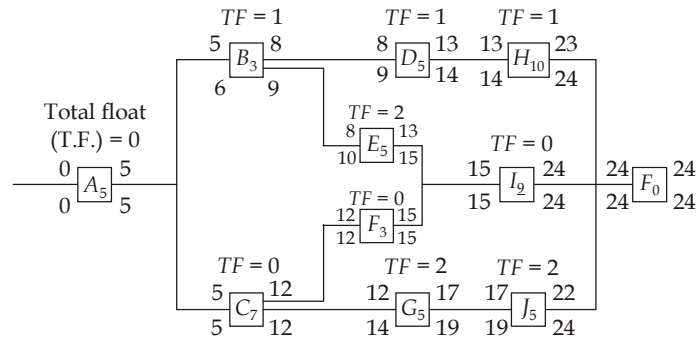 TF = 1 TF = 1 TF = 1
5 8 8 13 13 23
B₃ D₅ H₁₀
6 9 9 14 14 24
Total float
(T.F.) = 0
TF = 2
8 13
E₅
10 15
TF = 0
0 5 15 24 24 24
A₅ I₉ F₀
0 5 15 24 24 24
TF = 0
12 15
F₃
12 15
TF = 0 TF = 2 TF = 2
5 12 12 17 17 22
C₇ G₅ J₅
5 12 14 19 19 24